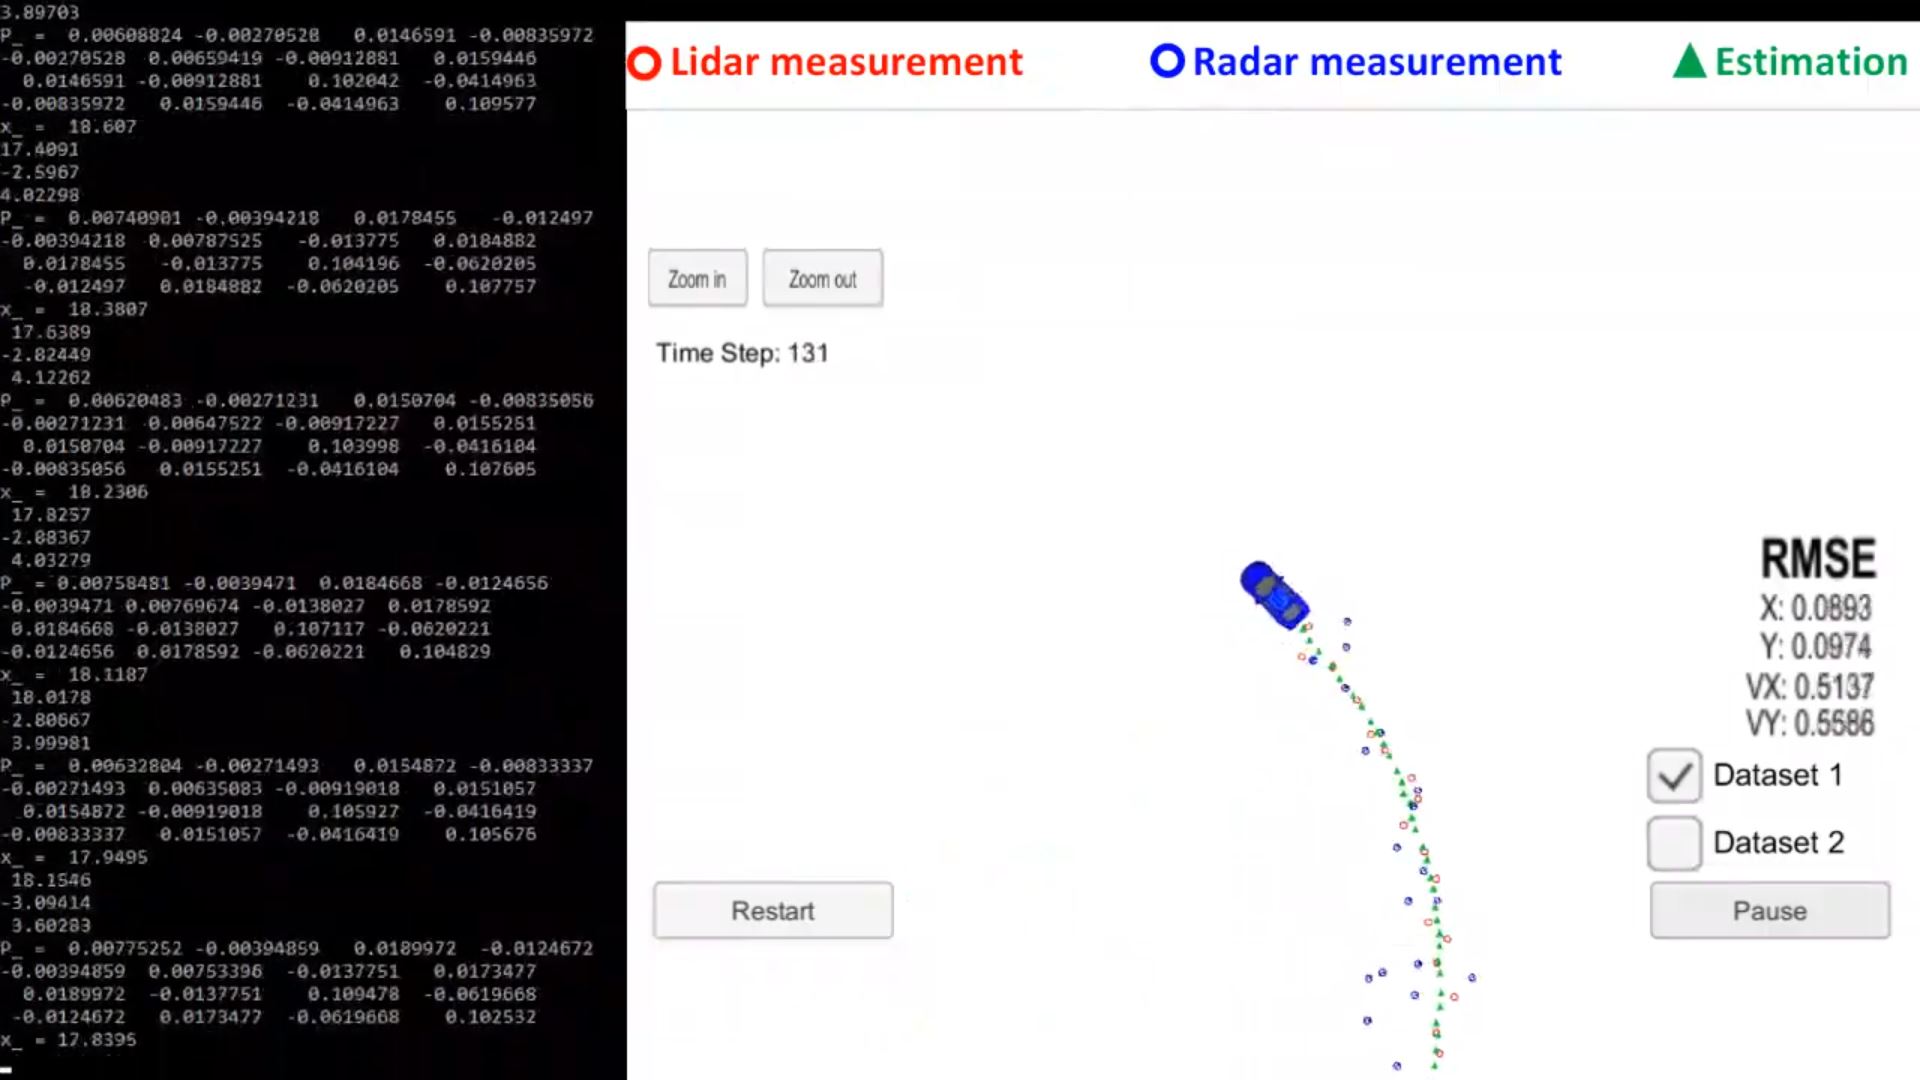 3.89703
P_ =  0.00608824 -0.00270528   0.0146591 -0.00835972
-0.00270528  0.00659419 -0.00912881   0.0159446
0.0146591 -0.00912881    0.102042  -0.0414963
-0.00835972   0.0159446  -0.0414963    0.109577
x_ =  18.607
17.4091
-2.5967
4.02298
P_ =  0.00740901 -0.00394218   0.0178455   -0.012497
-0.00394218  0.00787525   -0.013775   0.0184882
0.0178455   -0.013775    0.104196  -0.0620205
-0.012497   0.0184882  -0.0620205    0.107757
x_ =  18.3807
17.6389
-2.82449
4.12262
P_ =  0.00620483 -0.00271231   0.0150704 -0.00835056
-0.00271231  0.00647522 -0.00917227   0.0155251
0.0150704 -0.00917227    0.103998  -0.0416104
-0.00835056   0.0155251  -0.0416104    0.107605
x_ =  18.2306
17.8257
-2.88367
4.03279
P_ = 0.00758481 -0.0039471  0.0184668 -0.0124656
-0.0039471 0.00769674 -0.0138027  0.0178592
0.0184668 -0.0138027   0.107117 -0.0620221
-0.0124656  0.0178592 -0.0620221   0.104829
x_ =  18.1187
18.0178
-2.80667
3.99981
P_ =  0.00632804 -0.00271493   0.0154872 -0.00833337
-0.00271493  0.00635083 -0.00919018   0.0151057
0.0154872 -0.00919018    0.105927  -0.0416419
-0.00833337   0.0151057  -0.0416419    0.105676
x_ =  17.9495
18.1546
-3.09414
3.60283
P_ =  0.00775252 -0.00394859   0.0189972  -0.0124672
-0.00394859  0.00753396  -0.0137751   0.0173477
0.0189972  -0.0137751    0.109478  -0.0619668
-0.0124672   0.0173477  -0.0619668    0.102532
x_ = 17.8395
Lidar measurement
Radar measurement
Estimation
Zoom in
Zoom out
Time Step: 131
RMSE
X: 0.0893
Y: 0.0974
VX: 0.5137
VY: 0.5586
Dataset 1
Dataset 2
Restart
Pause